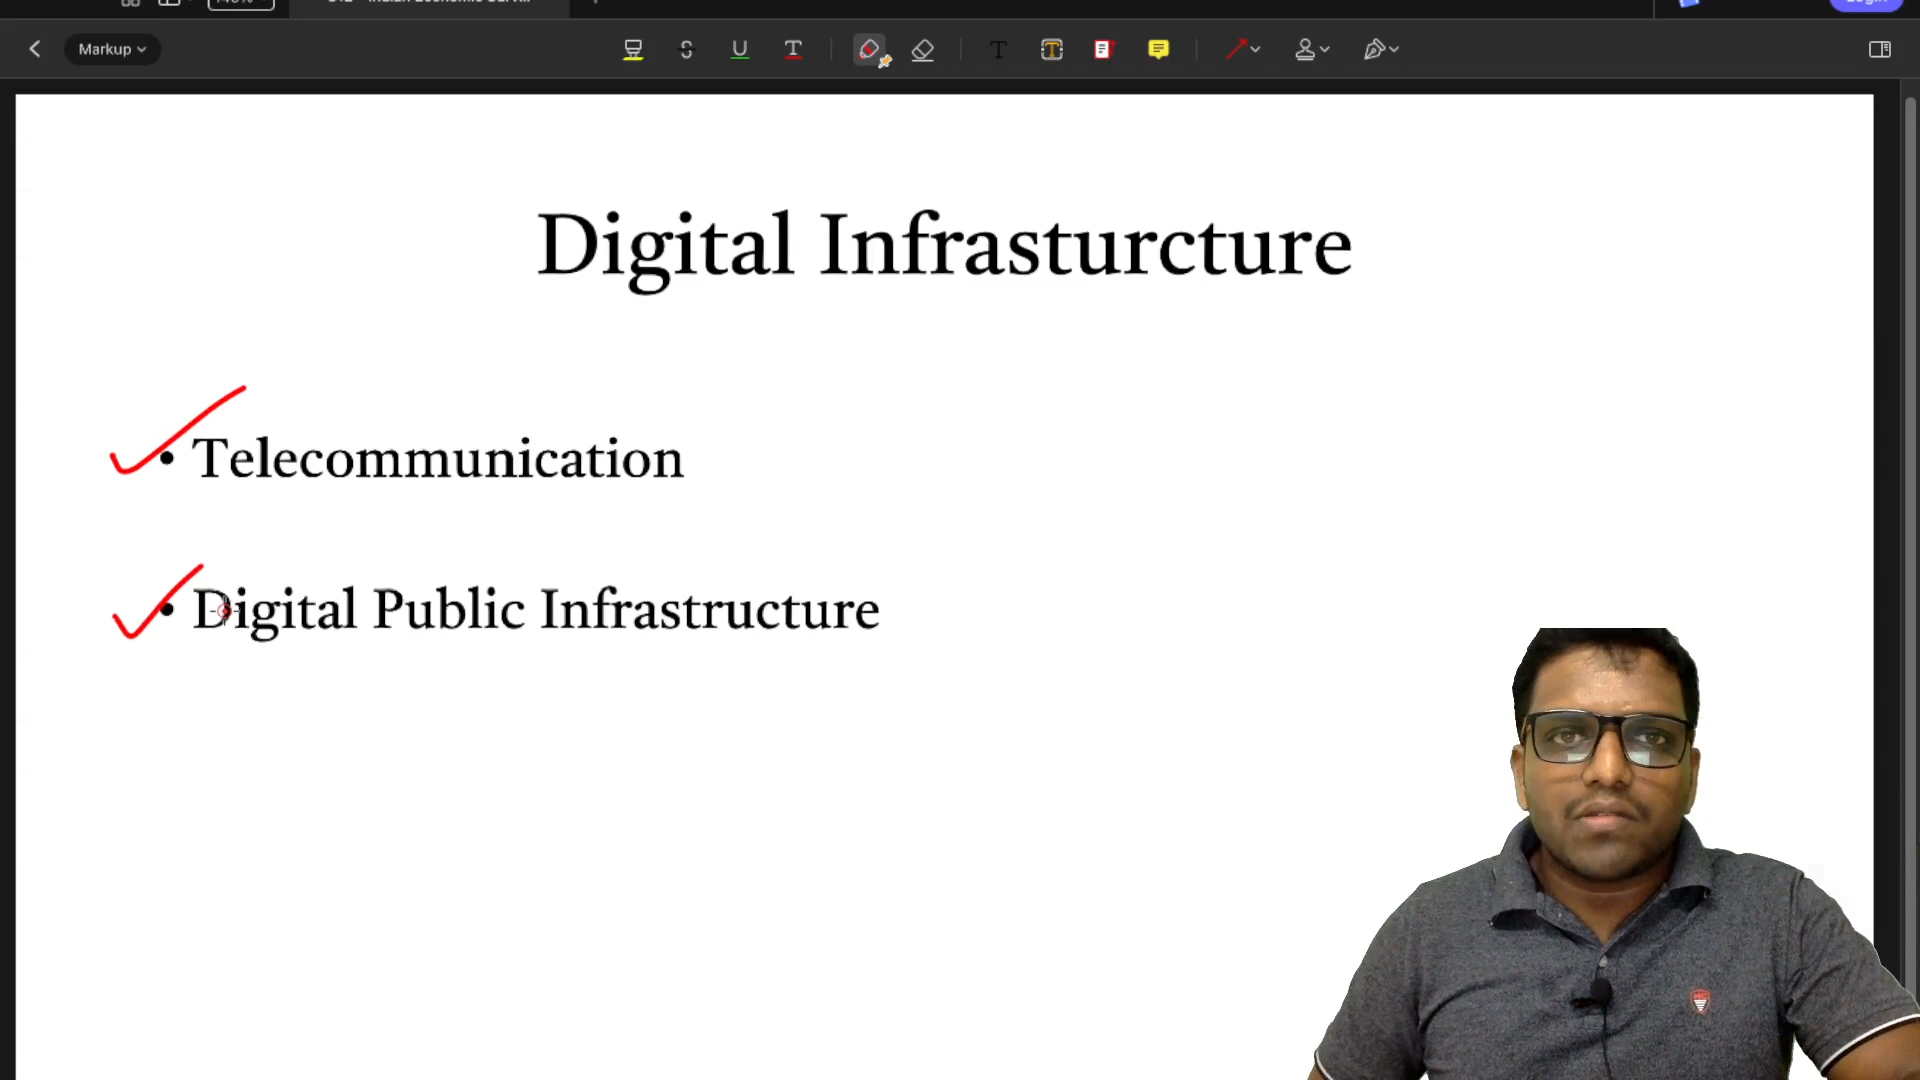 Markup
Digital Infrasturcture
• Telecommunication
• Digital Public Infrastructure